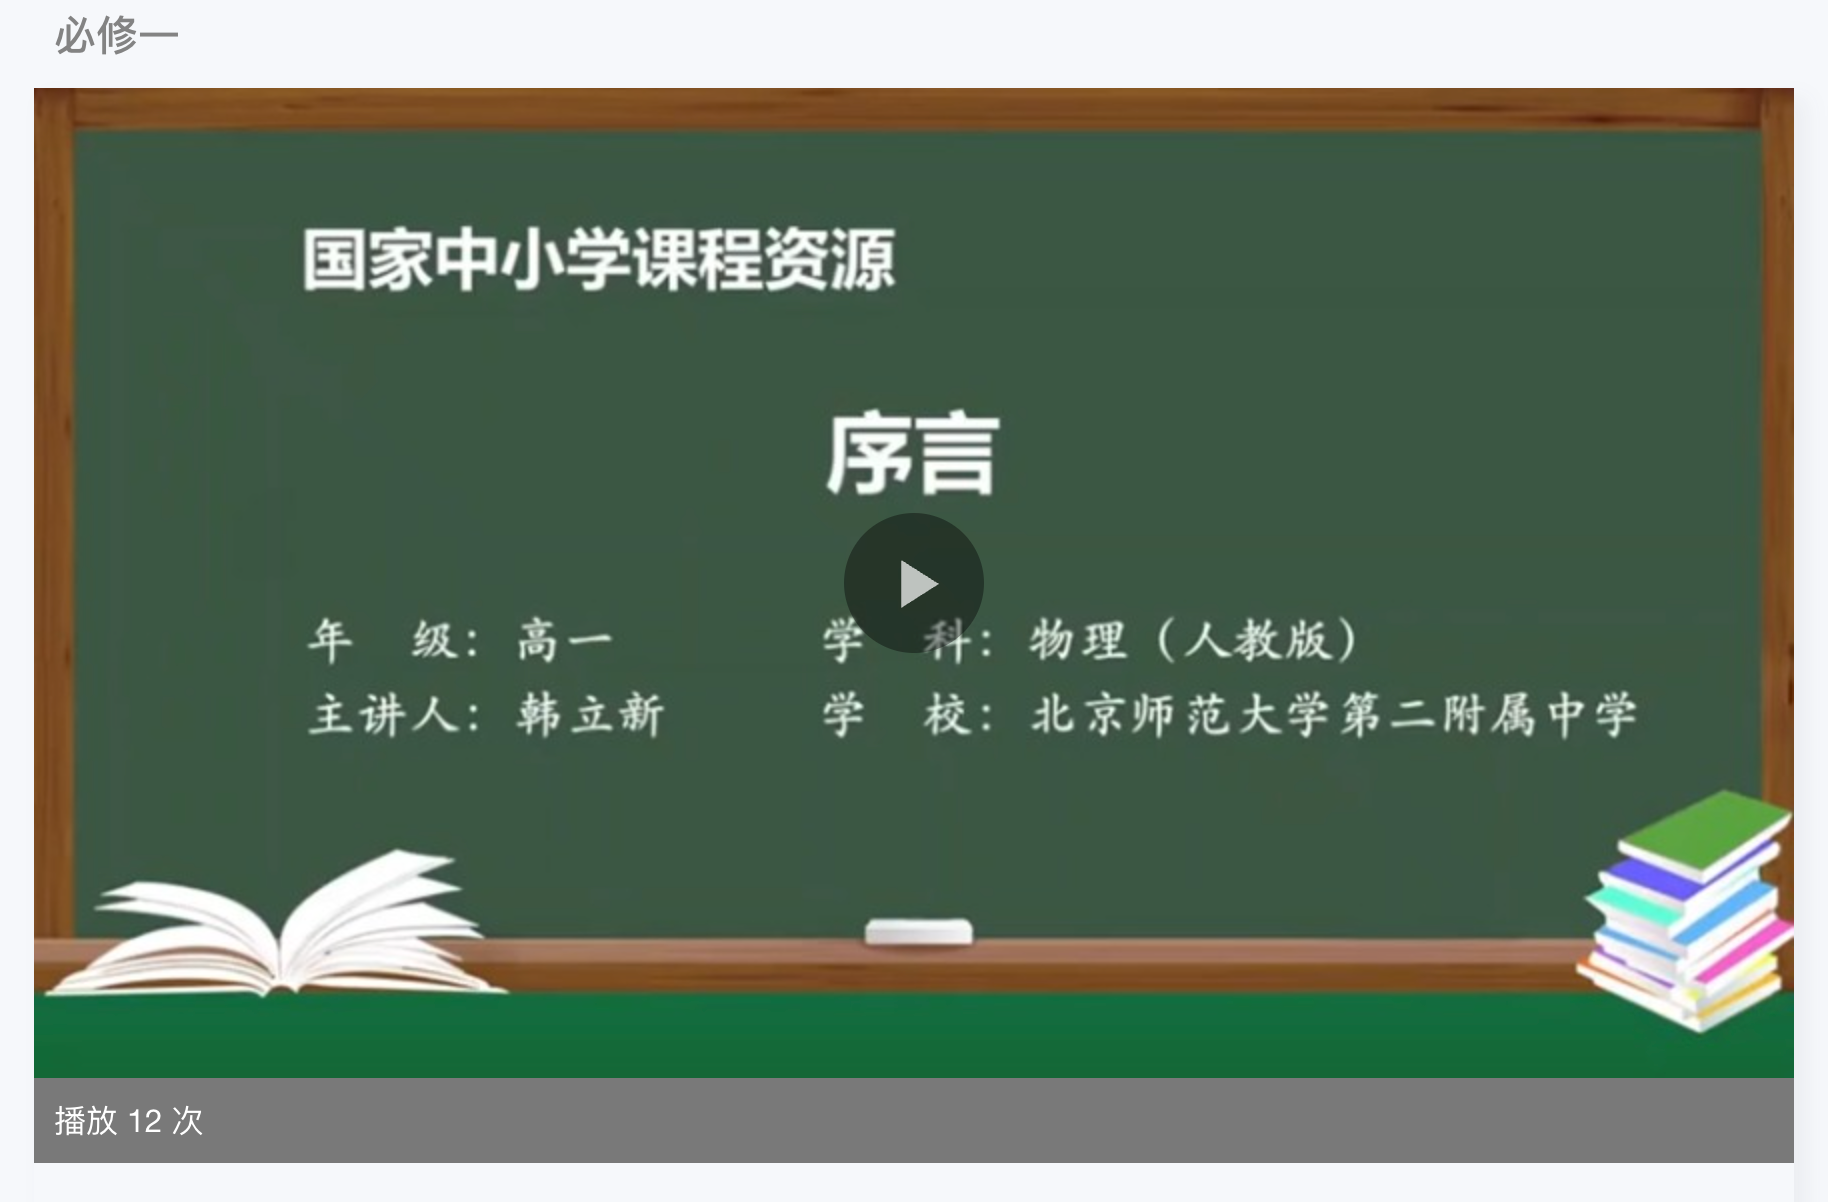 必修一
国家中小学课程资源
序言
年 级：高一 学 科：物理（人教版）
主讲人：韩立新 学 校：北京师范大学第二附属中学
播放 12 次